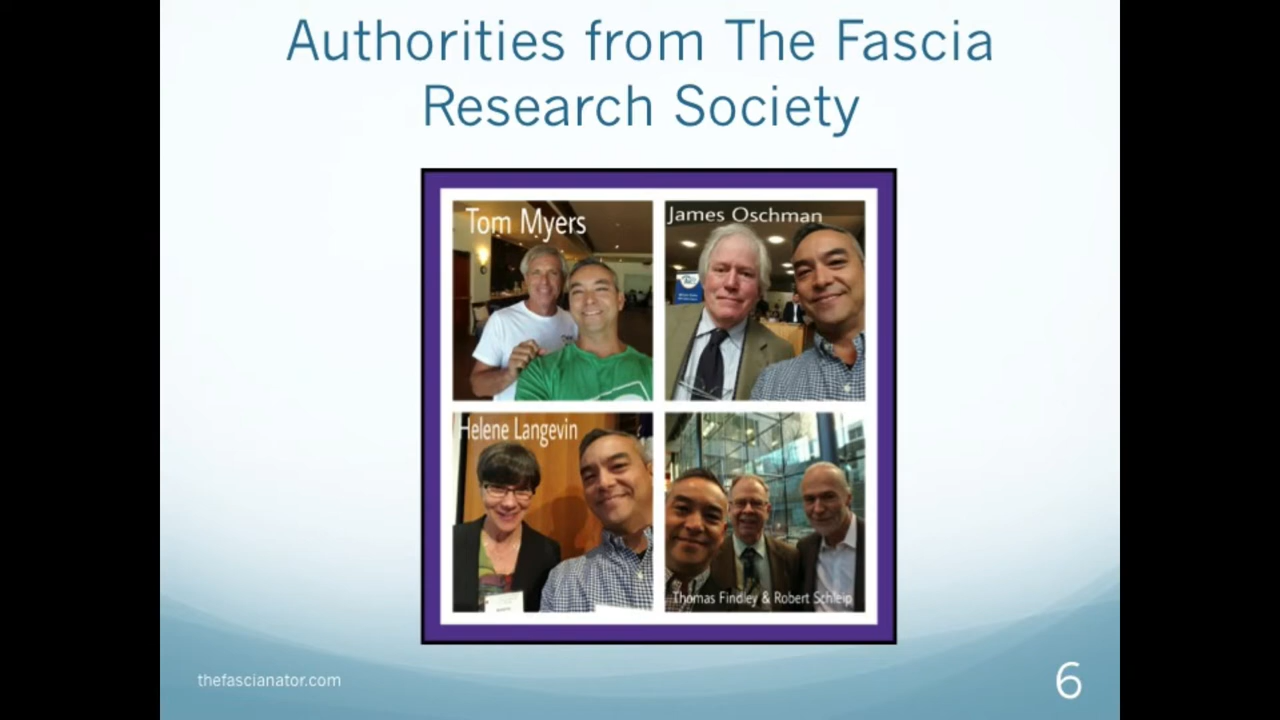 Authorities from The Fascia
Research Society
Tom Myers
James Oschman
Helene Langevin
Thomas Findley & Robert Schleip
thefascianator.com
6